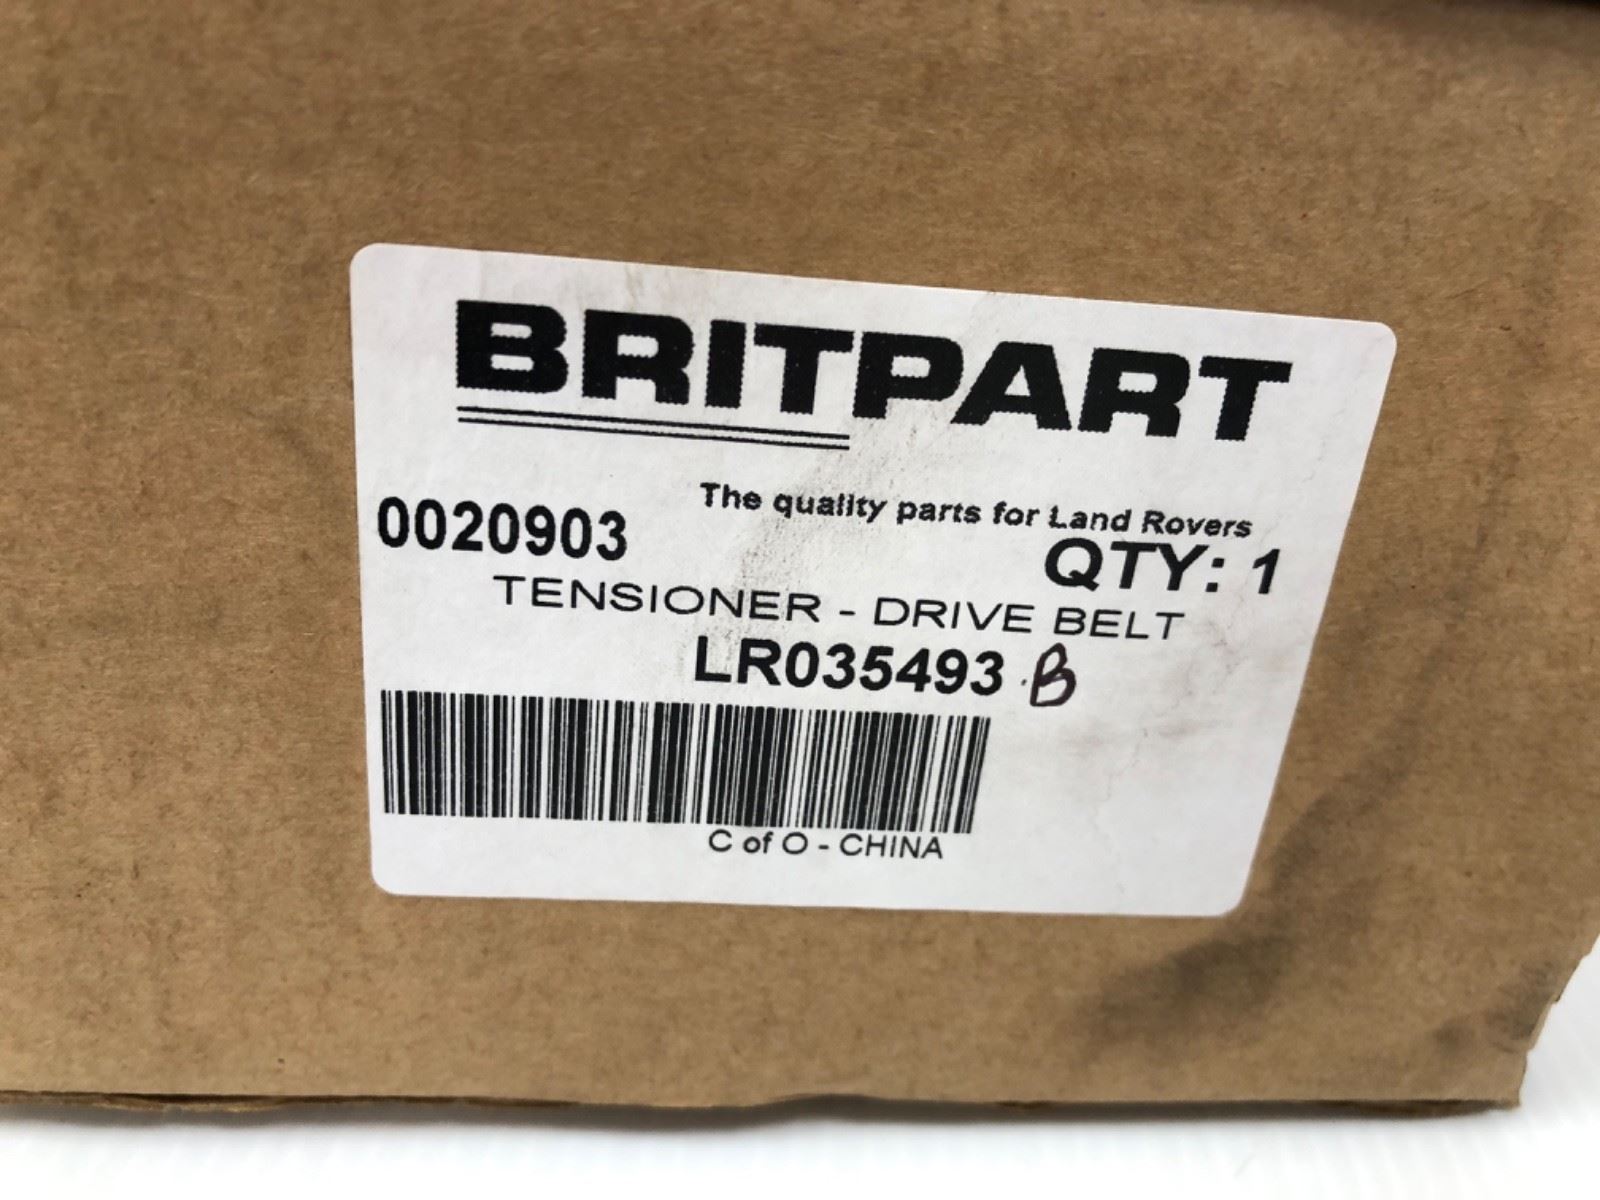 BRITPART
The quality parts for Land Rovers
0020903
QTY: 1
TENSIONER - DRIVE BELT
LR035493 B
C of O - CHINA